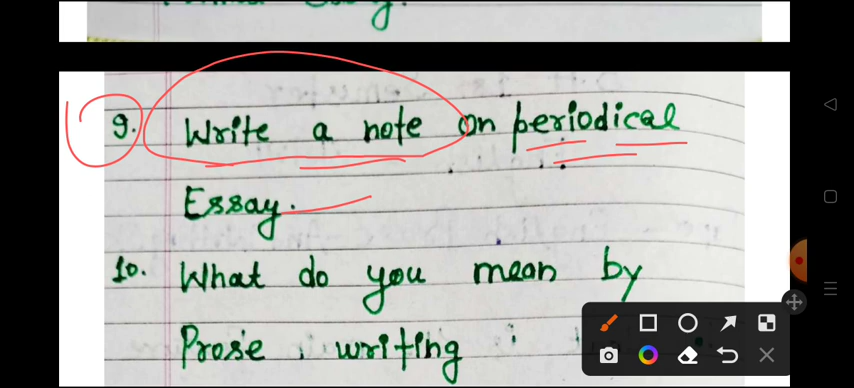 9. Write a note on periodical
Essay.
10. What do you mean by
Prose writing